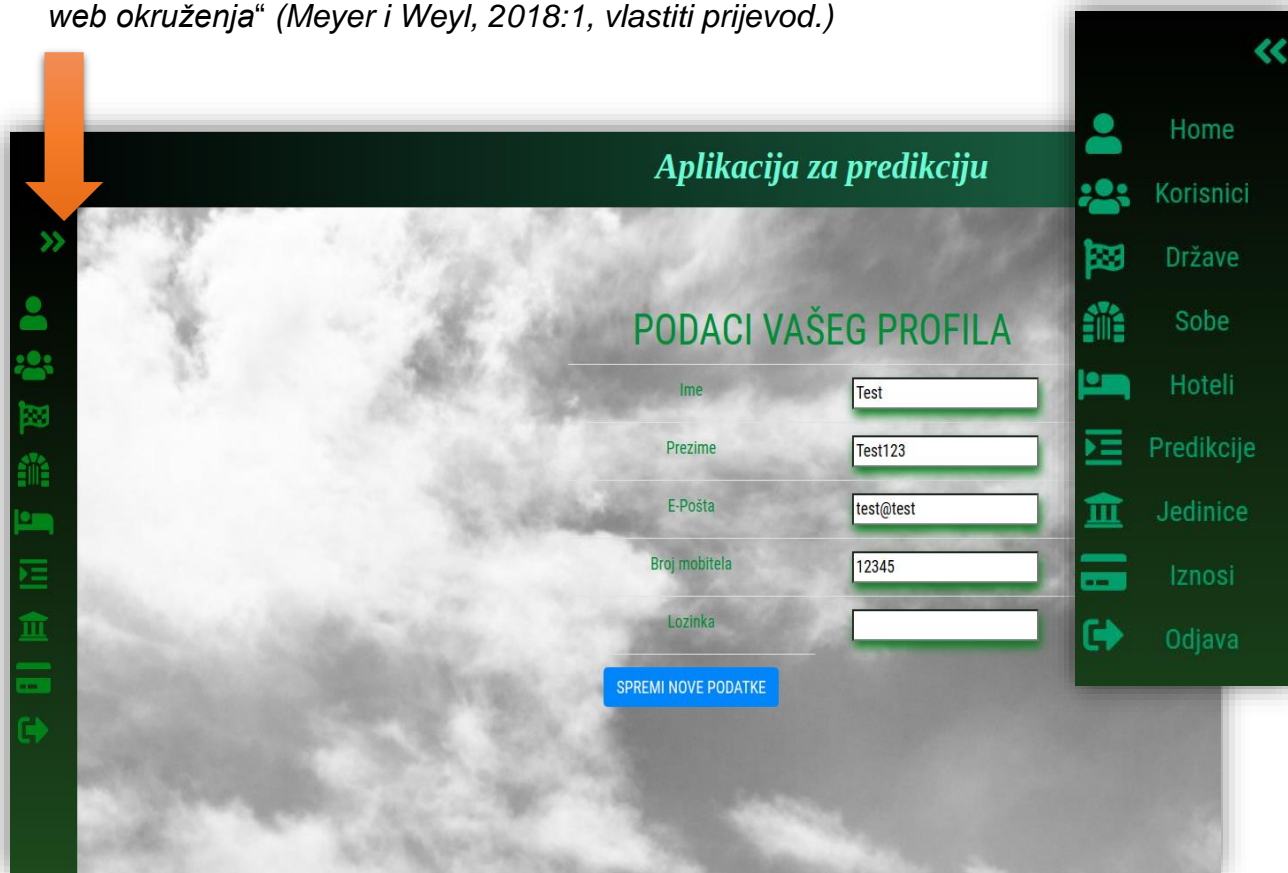 web okruženja“ (Meyer i Weyl, 2018:1, vlastiti prijevod.)
Aplikacija za predikciju
PODACI VAŠEG PROFILA
Ime
Test
Prezime
Test123
E-Pošta
test@test
Broj mobitela
12345
Lozinka
SPREMI NOVE PODATKE
Home
Korisnici
Države
Sobe
Hoteli
Predikcije
Jedinice
Iznosi
Odjava